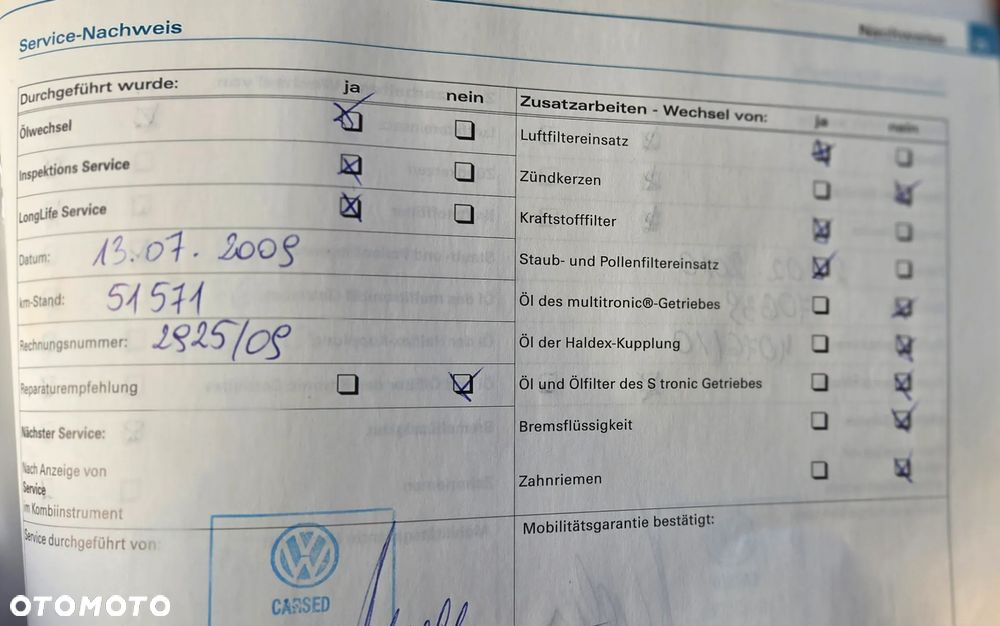 Service-Nachweis
Durchgeführt wurde: ja nein
Ölwechsel
Inspektions Service
LongLife Service
Datum: 13.07.2009
km-Stand: 51571
Rechnungsnummer: 2925/09
Reparaturempfehlung
Nächster Service:
Nach Anzeige von
Service
im Kombiinstrument
Service durchgeführt von:
CARSED
Zusatzarbeiten - Wechsel von: ja nein
Luftfiltereinsatz
Zündkerzen
Kraftstofffilter
Staub- und Pollenfiltereinsatz
Öl des multitronic®-Getriebes
Öl der Haldex-Kupplung
Öl und Ölfilter des S tronic Getriebes
Bremsflüssigkeit
Zahnriemen
Mobilitätsgarantie bestätigt:
OTOMOTO